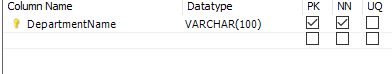 Column Name Datatype PK NN UQ
DepartmentName VARCHAR(100)